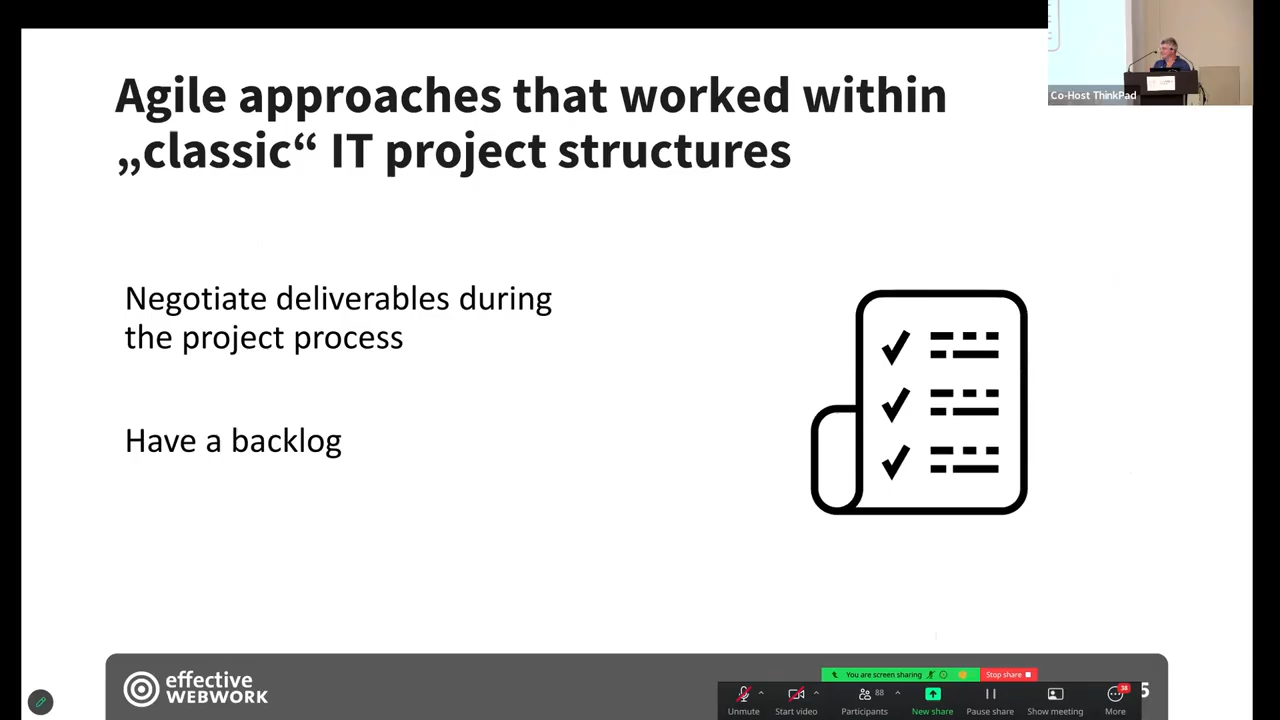 Agile approaches that worked within
„classic“ IT project structures
Co-Host ThinkPad
Negotiate deliverables during
the project process
Have a backlog
effective
WEBWORK
You are screen sharing
Stop share
5
88
38
Unmute
Start video
Participants
New share
Pause share
Show meeting
More